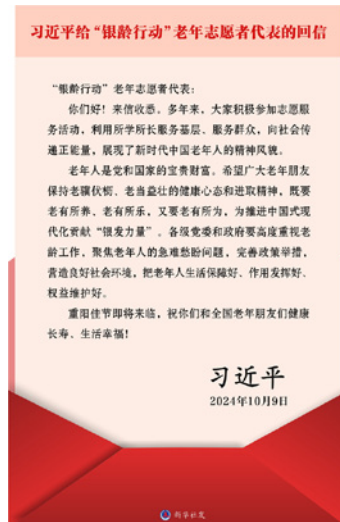 习近平给“银龄行动”老年志愿者代表的回信
“银龄行动”老年志愿者代表：
你们好！来信收悉。多年来，大家积极参加志愿服
务活动，利用所学所长服务基层、服务群众，向社会传
递正能量，展现了新时代中国老年人的精神风貌。
老年人是党和国家的宝贵财富。希望广大老年朋友
保持老骥伏枥、老当益壮的健康心态和进取精神，既要
老有所养、老有所乐，又要老有所为，为推进中国式现
代化贡献“银发力量”。各级党委和政府要高度重视老
龄工作，聚焦老年人的急难愁盼问题，完善政策举措，
营造良好社会环境，把老年人生活保障好、作用发挥好、
权益维护好。
重阳佳节即将来临，祝你们和全国老年朋友们健康
长寿、生活幸福！
习近平
2024年10月9日
新华社发